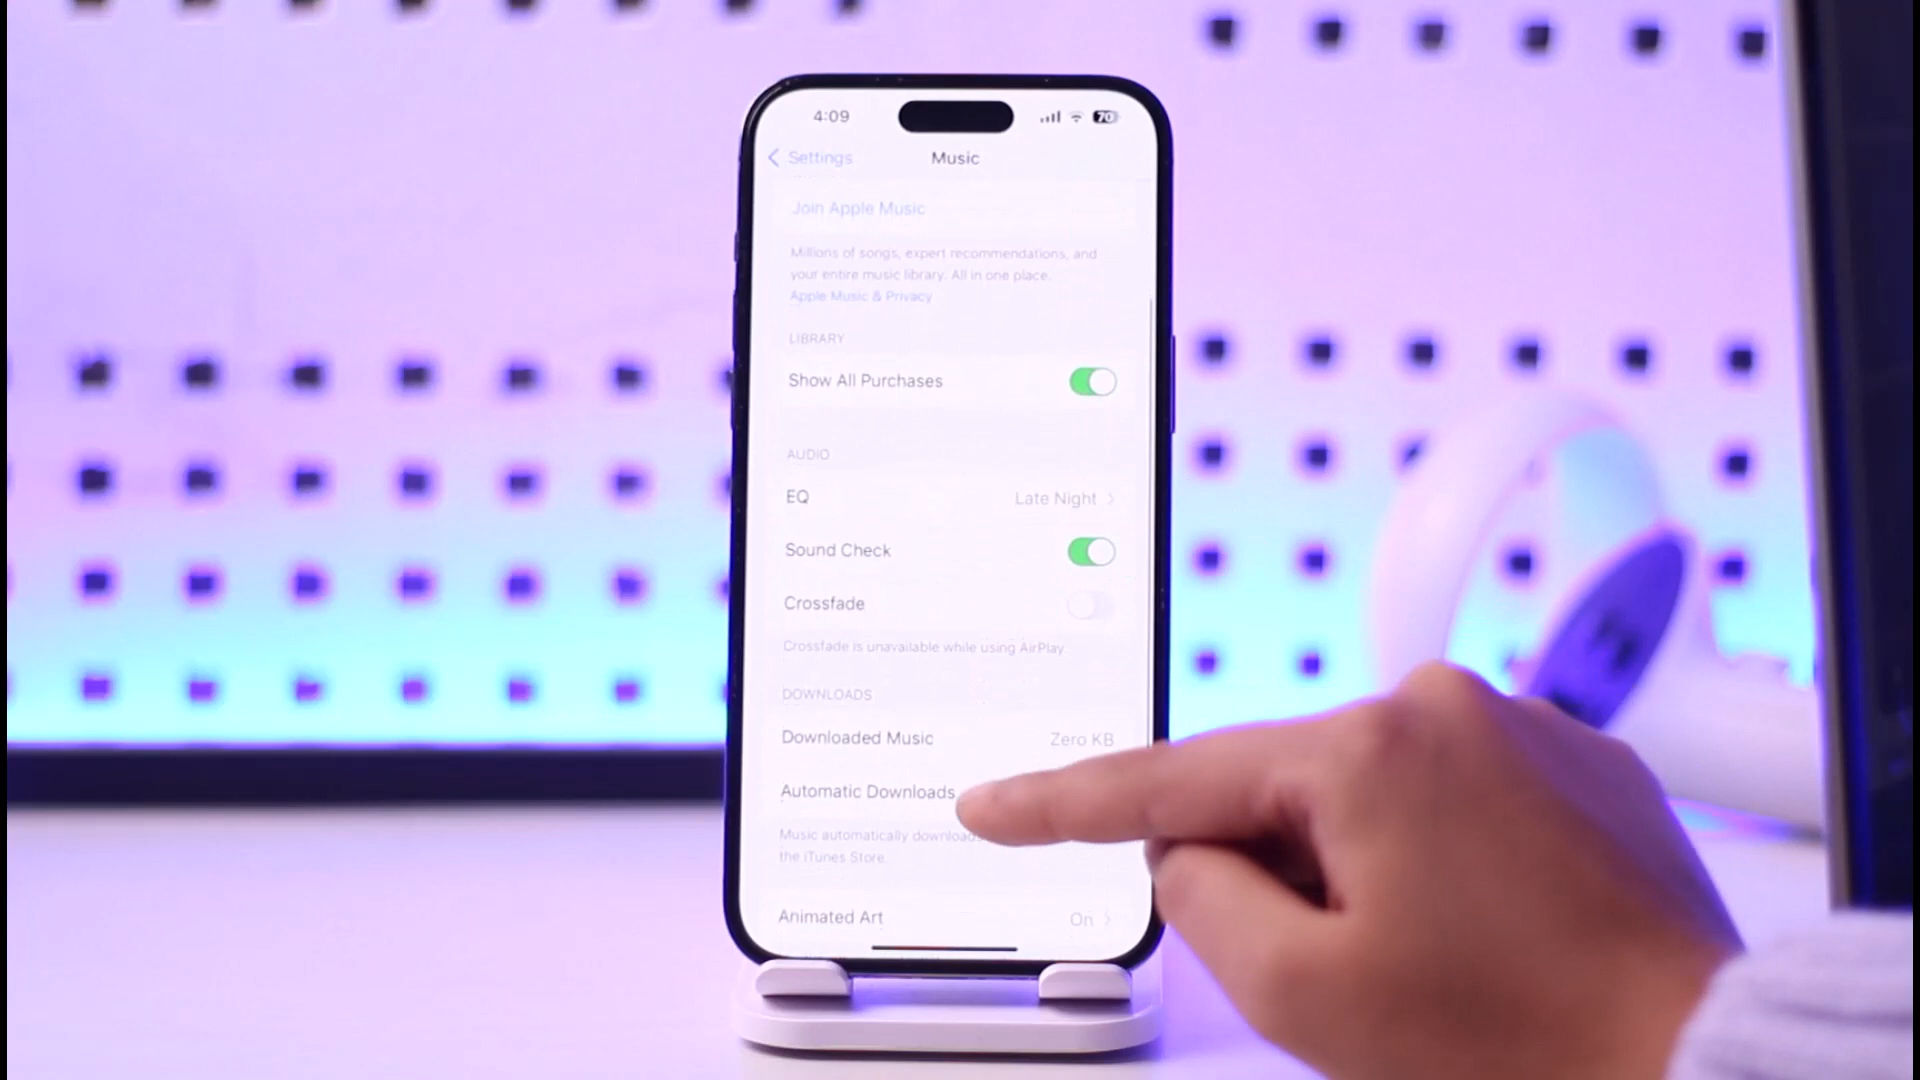 4:09
70
Settings
Music
Join Apple Music
Millions of songs, expert recommendations, and
your entire music library. All in one place.
Apple Music & Privacy
LIBRARY
Show All Purchases
AUDIO
EQ
Late Night
Sound Check
Crossfade
Crossfade is unavailable while using AirPlay
DOWNLOADS
Downloaded Music
Zero KB
Automatic Downloads
Music automatically downloads
the iTunes Store.
Animated Art
On